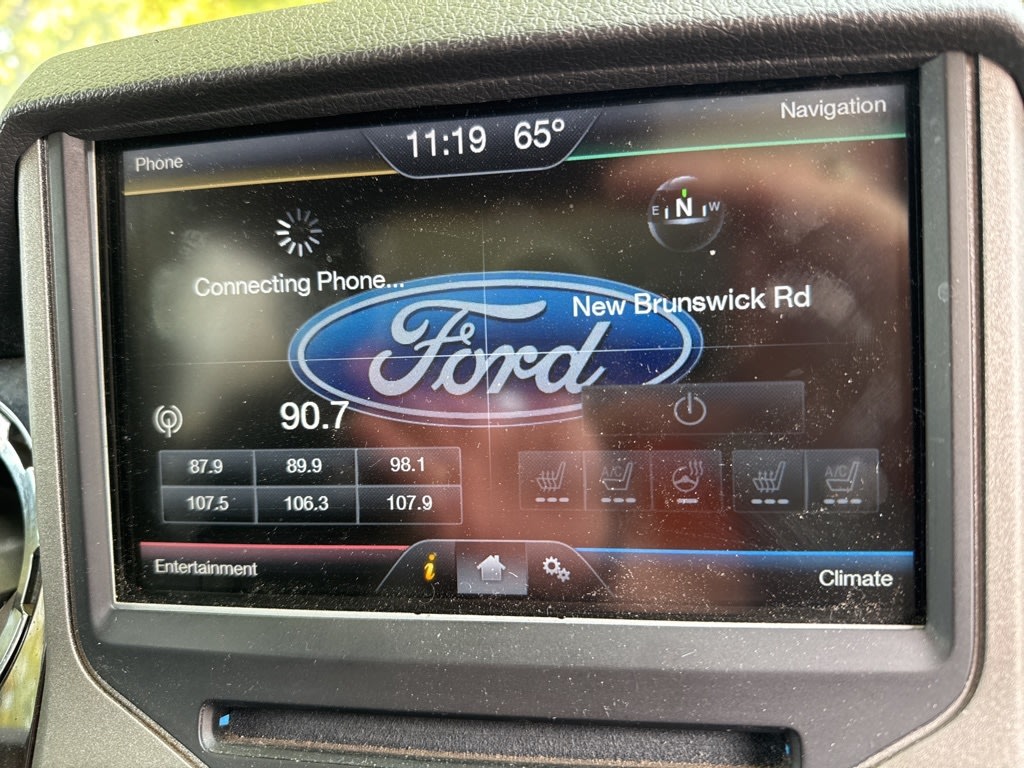 Phone
11:19 65º
Navigation
E N W
Connecting Phone...
New Brunswick Rd
Ford
90.7
87.9 89.9 98.1
107.5 106.3 107.9
A/C
A/C
Entertainment
i
Climate